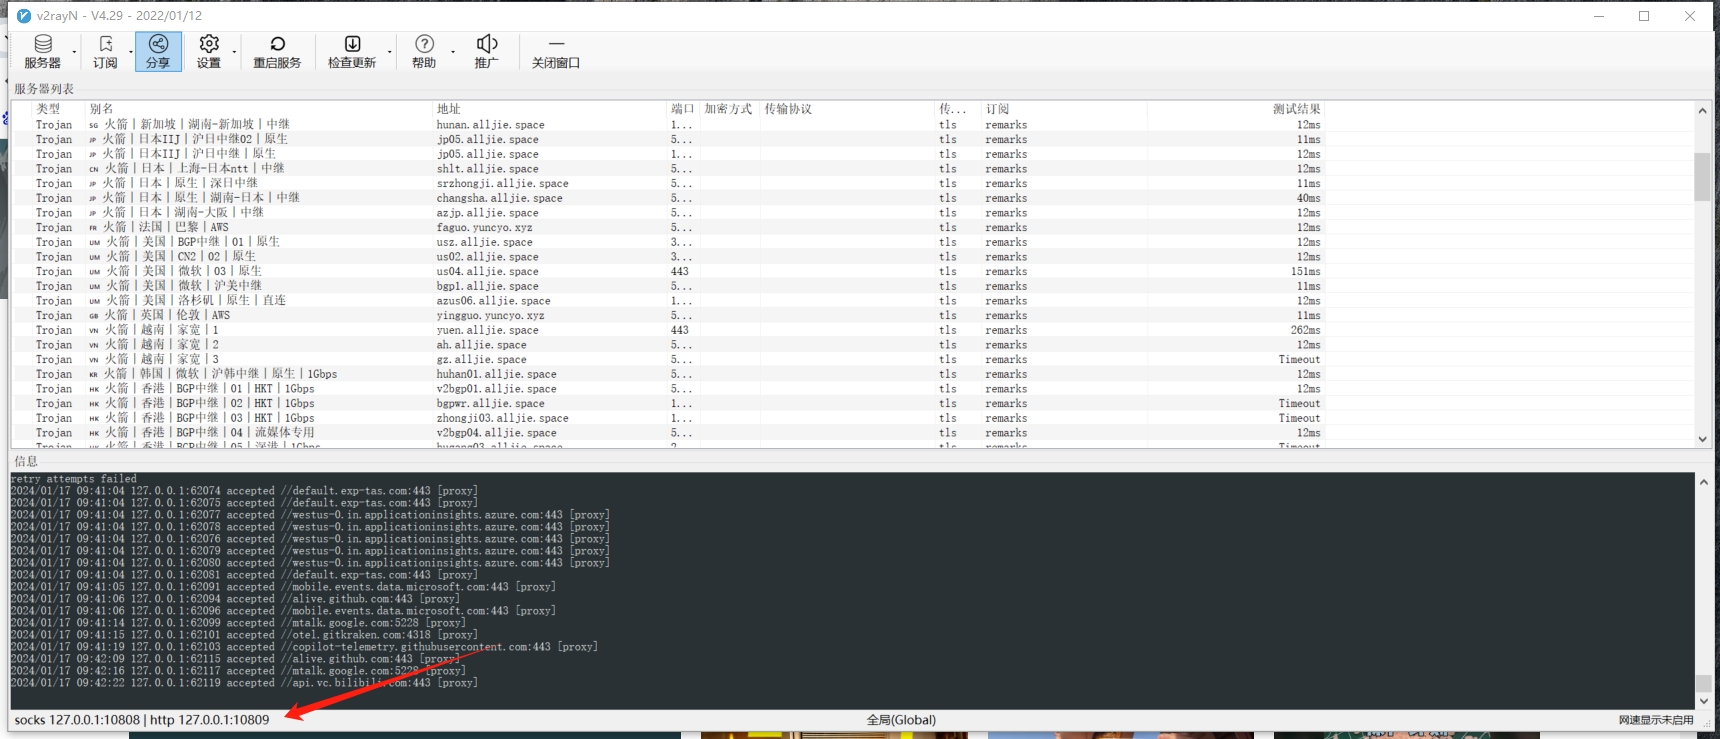 v2rayN - V4.29 - 2022/01/12
服务器 订阅 分享 设置 重启服务 检查更新 帮助 推广 关闭窗口
服务器列表
类型 别名 地址 端口 加密方式 传输协议 传... 订阅 测试结果
Trojan SG 火箭|新加坡|湖南-新加坡|中继 hunan.alljie.space 1... tls remarks 12ms
Trojan JP 火箭|日本IIJ|沪日中继02|原生 jp05.alljie.space 5... tls remarks 11ms
Trojan JP 火箭|日本IIJ|沪日中继|原生 jp05.alljie.space 1... tls remarks 12ms
Trojan CN 火箭|日本|上海-日本ntt|中继 shlt.alljie.space 5... tls remarks 12ms
Trojan JP 火箭|日本|原生|深日中继 srzhongji.alljie.space 5... tls remarks 11ms
Trojan JP 火箭|日本|原生|湖南-日本|中继 changsha.alljie.space 5... tls remarks 40ms
Trojan JP 火箭|日本|湖南-大阪|中继 azjp.alljie.space 5... tls remarks 12ms
Trojan FR 火箭|法国|巴黎|AWS faguo.yuncyo.xyz 5... tls remarks 12ms
Trojan UM 火箭|美国|BGP中继|01|原生 usz.alljie.space 3... tls remarks 12ms
Trojan UM 火箭|美国|CN2|02|原生 us02.alljie.space 3... tls remarks 12ms
Trojan UM 火箭|美国|微软|03|原生 us04.alljie.space 443 tls remarks 151ms
Trojan UM 火箭|美国|微软|沪美中继 bgp1.alljie.space 5... tls remarks 11ms
Trojan UM 火箭|美国|洛杉矶|原生|直连 azus06.alljie.space 1... tls remarks 12ms
Trojan GB 火箭|英国|伦敦|AWS yingguo.yuncyo.xyz 5... tls remarks 11ms
Trojan VN 火箭|越南|家宽|1 yuen.alljie.space 443 tls remarks 262ms
Trojan VN 火箭|越南|家宽|2 ah.alljie.space 5... tls remarks 12ms
Trojan VN 火箭|越南|家宽|3 gz.alljie.space 5... tls remarks Timeout
Trojan KR 火箭|韩国|微软|沪韩中继|原生|1Gbps huhan01.alljie.space 5... tls remarks 12ms
Trojan HK 火箭|香港|BGP中继|01|HKT|1Gbps v2bgp01.alljie.space 5... tls remarks 12ms
Trojan HK 火箭|香港|BGP中继|02|HKT|1Gbps bgpwr.alljie.space 1... tls remarks Timeout
Trojan HK 火箭|香港|BGP中继|03|HKT|1Gbps zhongji03.alljie.space 1... tls remarks Timeout
Trojan HK 火箭|香港|BGP中继|04|流媒体专用 v2bgp04.alljie.space 5... tls remarks 12ms
信息
retry attempts failed
2024/01/17 09:41:04 127.0.0.1:62074 accepted //default.exp-tas.com:443 [proxy]
2024/01/17 09:41:04 127.0.0.1:62075 accepted //default.exp-tas.com:443 [proxy]
2024/01/17 09:41:04 127.0.0.1:62077 accepted //westus-0.in.applicationinsights.azure.com:443 [proxy]
2024/01/17 09:41:04 127.0.0.1:62078 accepted //westus-0.in.applicationinsights.azure.com:443 [proxy]
2024/01/17 09:41:04 127.0.0.1:62076 accepted //westus-0.in.applicationinsights.azure.com:443 [proxy]
2024/01/17 09:41:04 127.0.0.1:62079 accepted //westus-0.in.applicationinsights.azure.com:443 [proxy]
2024/01/17 09:41:04 127.0.0.1:62080 accepted //westus-0.in.applicationinsights.azure.com:443 [proxy]
2024/01/17 09:41:04 127.0.0.1:62081 accepted //default.exp-tas.com:443 [proxy]
2024/01/17 09:41:05 127.0.0.1:62091 accepted //mobile.events.data.microsoft.com:443 [proxy]
2024/01/17 09:41:06 127.0.0.1:62094 accepted //alive.github.com:443 [proxy]
2024/01/17 09:41:06 127.0.0.1:62096 accepted //mobile.events.data.microsoft.com:443 [proxy]
2024/01/17 09:41:14 127.0.0.1:62099 accepted //mtalk.google.com:5228 [proxy]
2024/01/17 09:41:15 127.0.0.1:62101 accepted //otel.gitkraken.com:4318 [proxy]
2024/01/17 09:41:19 127.0.0.1:62103 accepted //copilot-telemetry.githubusercontent.com:443 [proxy]
2024/01/17 09:42:09 127.0.0.1:62115 accepted //alive.github.com:443 [proxy]
2024/01/17 09:42:16 127.0.0.1:62117 accepted //mtalk.google.com:5228 [proxy]
2024/01/17 09:42:22 127.0.0.1:62119 accepted //api.vc.bilibili.com:443 [proxy]
socks 127.0.0.1:10808 | http 127.0.0.1:10809 全局(Global) 网速显示未启用